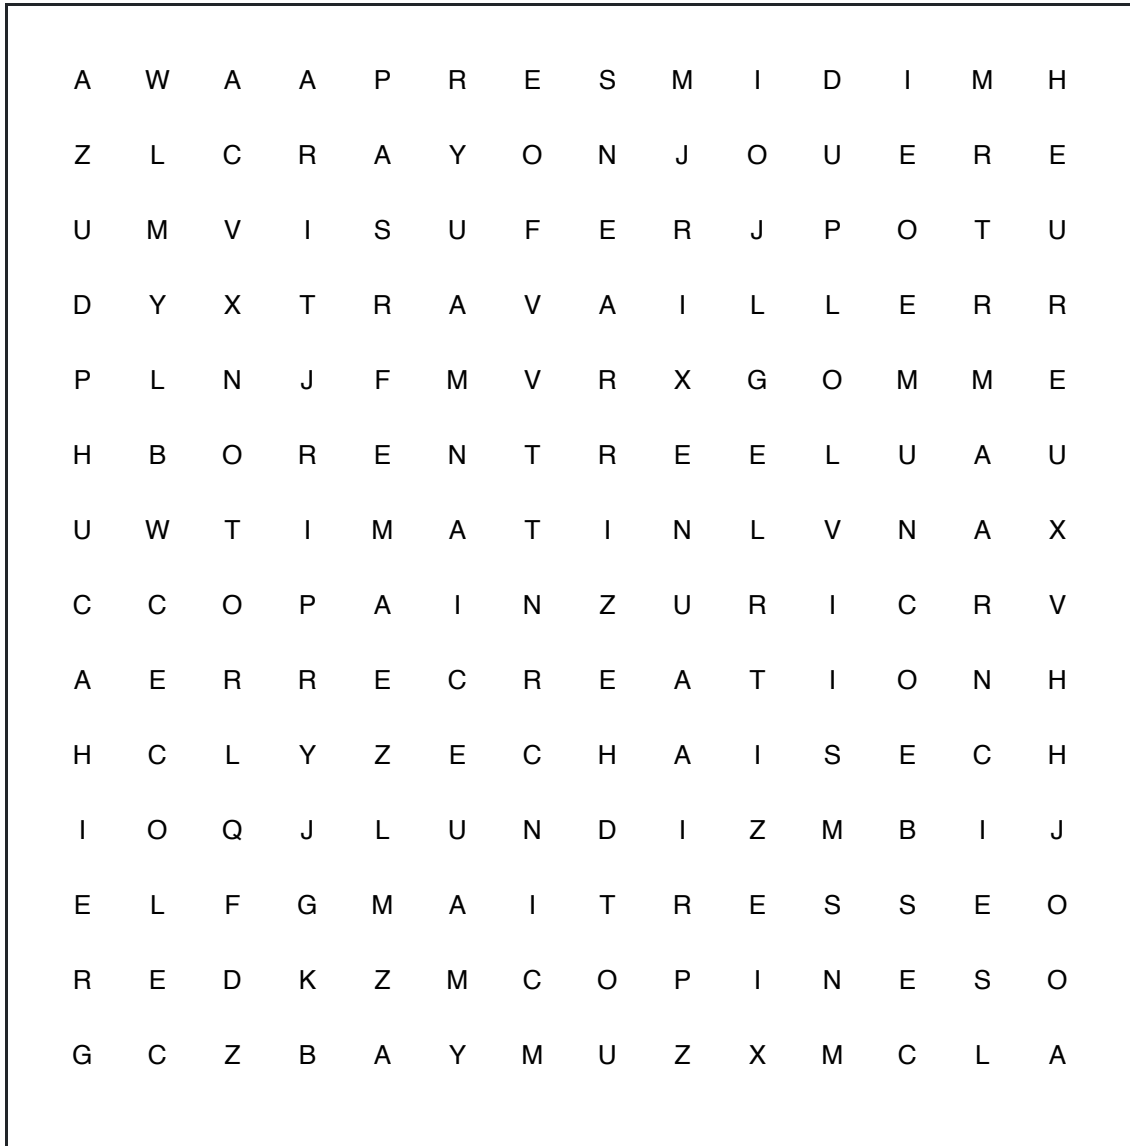 A W A A P R E S M I D I M H
Z L C R A Y O N J O U E R E
U M V I S U F E R J P O T U
D Y X T R A V A I L L E R R
P L N J F M V R X G O M M E
H B O R E N T R E E L U A U
U W T I M A T I N L V N A X
C C O P A I N Z U R I C R V
A E R R E C R E A T I O N H
H C L Y Z E C H A I S E C H
I O Q J L U N D I Z M B I J
E L F G M A I T R E S S E O
R E D K Z M C O P I N E S O
G C Z B A Y M U Z X M C L A